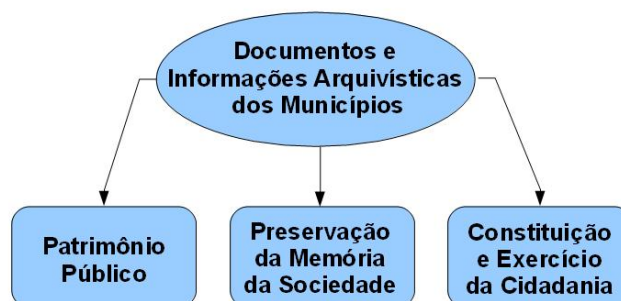 Documentos e
Informações Arquivísticas
dos Municípios
Patrimônio
Público
Preservação
da Memória
da Sociedade
Constituição
e Exercício
da Cidadania